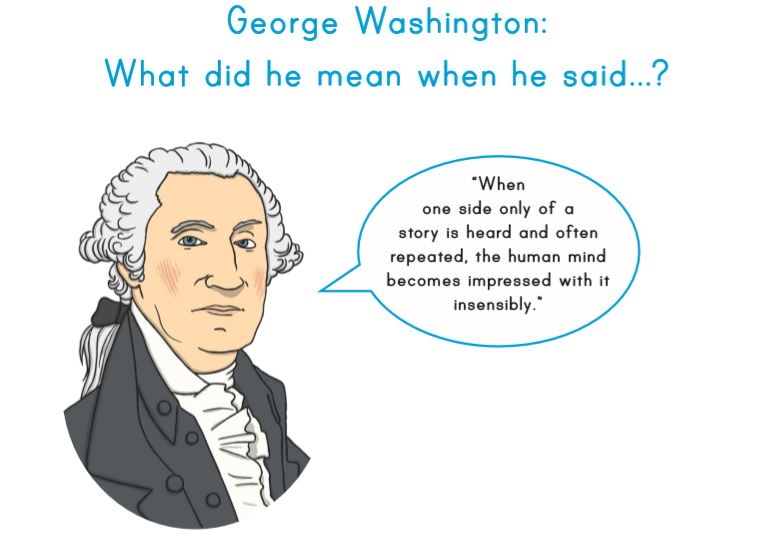 George Washington:
What did he mean when he said...?
"When
one side only of a
story is heard and often
repeated, the human mind
becomes impressed with it
insensibly."